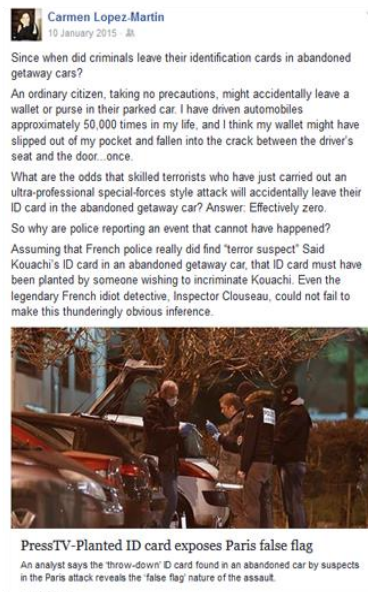 Carmen Lopez-Martin
10 January 2015 ·
Since when did criminals leave their identification cards in abandoned
getaway cars?
An ordinary citizen, taking no precautions, might accidentally leave a
wallet or purse in their parked car. I have driven automobiles
approximately 50,000 times in my life, and I think my wallet might have
slipped out of my pocket and fallen into the crack between the driver's
seat and the door...once.
What are the odds that skilled terrorists who have just carried out an
ultra-professional special-forces style attack will accidentally leave their
ID card in the abandoned getaway car? Answer: Effectively zero.
So why are police reporting an event that cannot have happened?
Assuming that French police really did find "terror suspect" Said
Kouachi's ID card in an abandoned getaway car, that ID card must have
been planted by someone wishing to incriminate Kouachi. Even the
legendary French idiot detective, Inspector Clouseau, could not fail to
make this thunderingly obvious inference.
PressTV-Planted ID card exposes Paris false flag
An analyst says the 'throw-down' ID card found in an abandoned car by suspects
in the Paris attack reveals the 'false flag' nature of the assault.